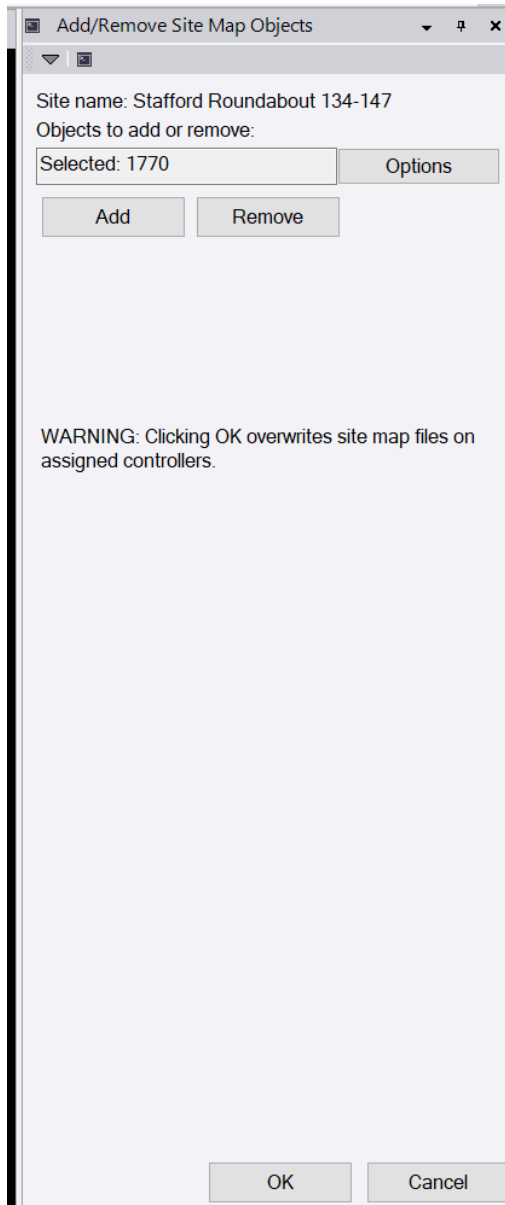 Add/Remove Site Map Objects
Site name: Stafford Roundabout 134-147
Objects to add or remove:
Selected: 1770
Options
Add
Remove
WARNING: Clicking OK overwrites site map files on
assigned controllers.
OK
Cancel